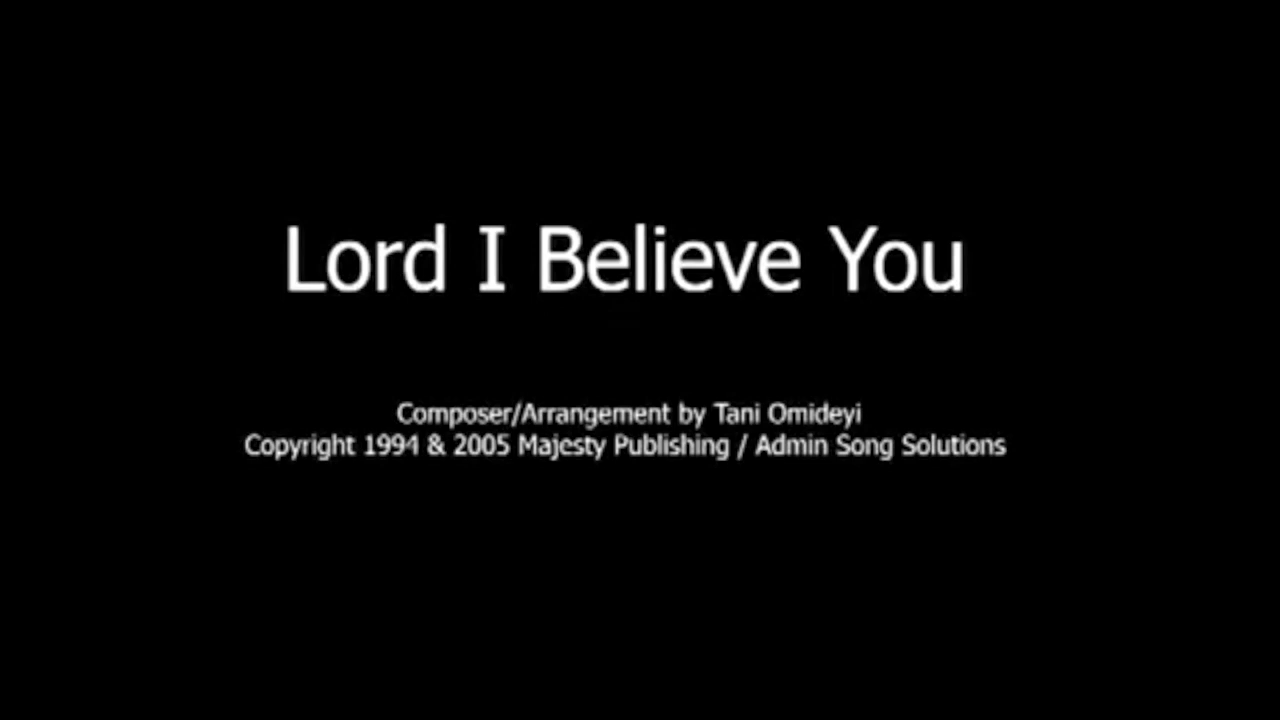 Lord I Believe You
Composer/Arrangement by Tani Omideyi
Copyright 1994 & 2005 Majesty Publishing / Admin Song Solutions